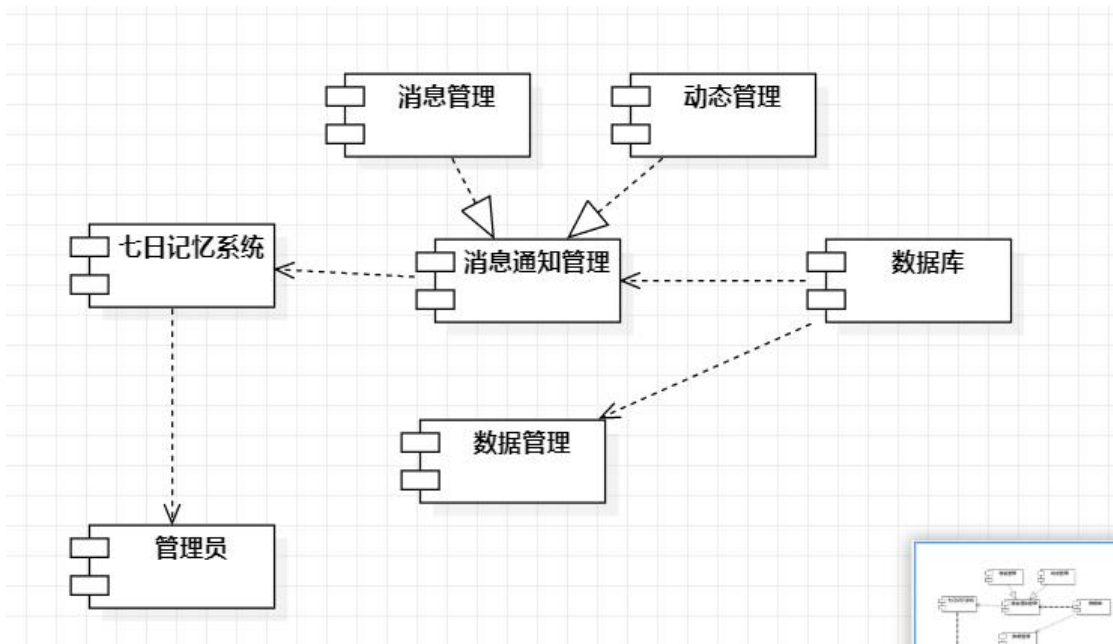 消息管理
动态管理
七日记忆系统
消息通知管理
数据库
数据管理
管理员